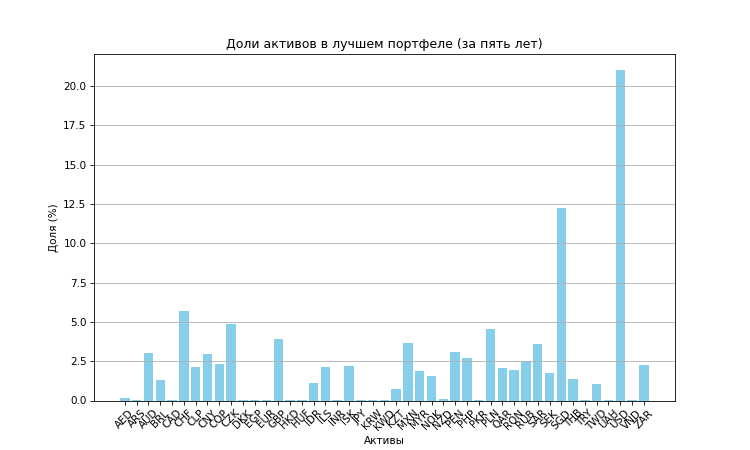 Доли активов в лучшем портфеле (за пять лет)
Доля (%)
20.0
17.5
15.0
12.5
10.0
7.5
5.0
2.5
0.0
AED ARS AUD BRL CAD CHF CLP CNY COP CZK DKK EGP EUR GBP HKD HUF IDR ILS INR ISK JPY KRW KWD KZT MXN MYR NOK NZD PEN PHP PKR PLN QAR RON RUB SAR SEK SGD THB TRY TWD UAH USD VND ZAR
Активы